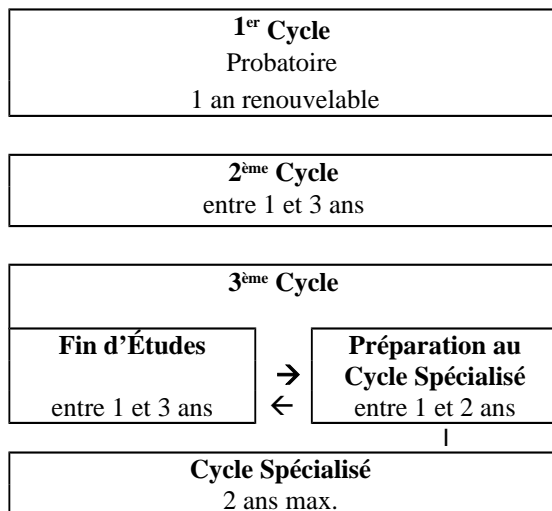 1er Cycle
Probatoire
1 an renouvelable
2ème Cycle
entre 1 et 3 ans
3ème Cycle
Fin d’Études
entre 1 et 3 ans
→
←
Préparation au
Cycle Spécialisé
entre 1 et 2 ans
Cycle Spécialisé
2 ans max.